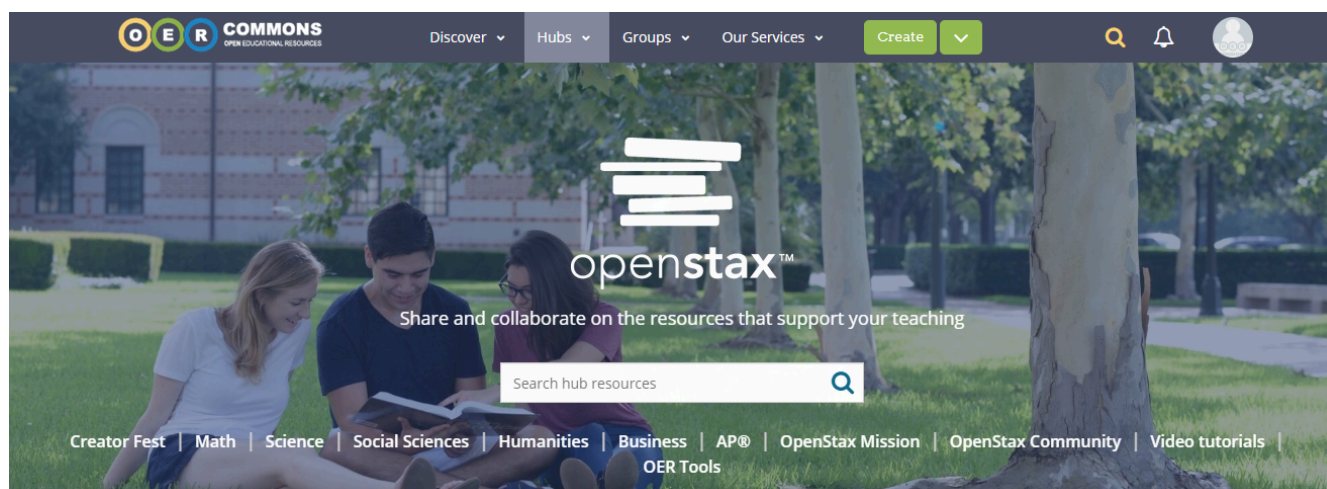 OER COMMONS
OPEN EDUCATIONAL RESOURCES
Discover Hubs Groups Our Services Create
openstax™
Share and collaborate on the resources that support your teaching
Search hub resources
Creator Fest | Math | Science | Social Sciences | Humanities | Business | AP® | OpenStax Mission | OpenStax Community | Video tutorials |
OER Tools